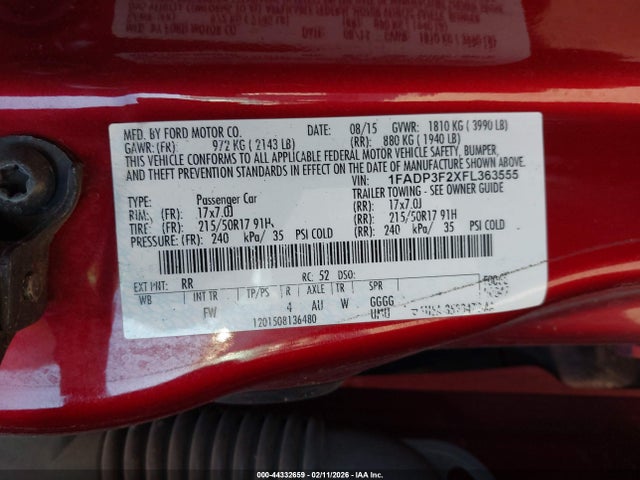 MFD. BY FORD MOTOR CO. DATE: 08/15 GVWR: 1810 KG ( 3990 LB)
GAWR: (FR): 972 KG ( 2143 LB) (RR): 880 KG ( 1940 LB)
THIS VEHICLE CONFORMS TO ALL APPLICABLE FEDERAL MOTOR VEHICLE SAFETY, BUMPER,
AND THEFT PREVENTION STANDARDS IN EFFECT ON THE DATE OF MANUFACTURE SHOWN ABOVE.
VIN: 1FADP3F2XFL363555
TYPE: Passenger Car TRAILER TOWING - SEE OWNERS GUIDE
RIM: (FR): 17x7.0J (RR): 17x7.0J
TIRE: (FR): 215/50R17 91H (RR): 215/50R17 91H
PRESSURE: (FR): 240 kPa/ 35 PSI COLD (RR): 240 kPa/ 35 PSI COLD
EXT PNT: RR RC: 52 DSO:
WB INT TR TP/PS R AXLE TR SPR
FW 4 AU W GGGG
UMU
1201508136480
000-44332659 - 02/11/2026 - IAAI.COM